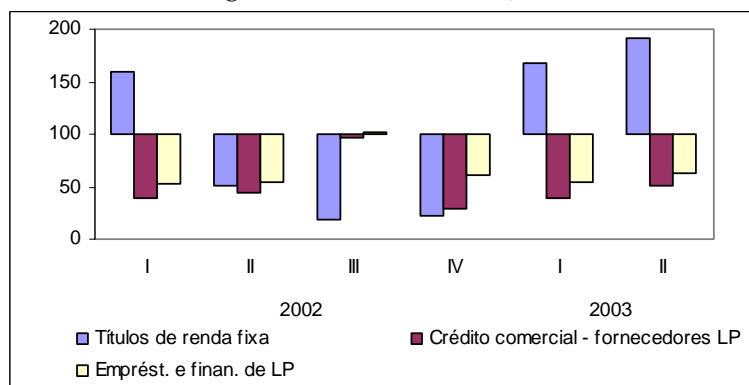 200
150
100
50
0
I II III IV I II
2002 2003
Títulos de renda fixa Crédito comercial - fornecedores LP
Emprést. e finan. de LP